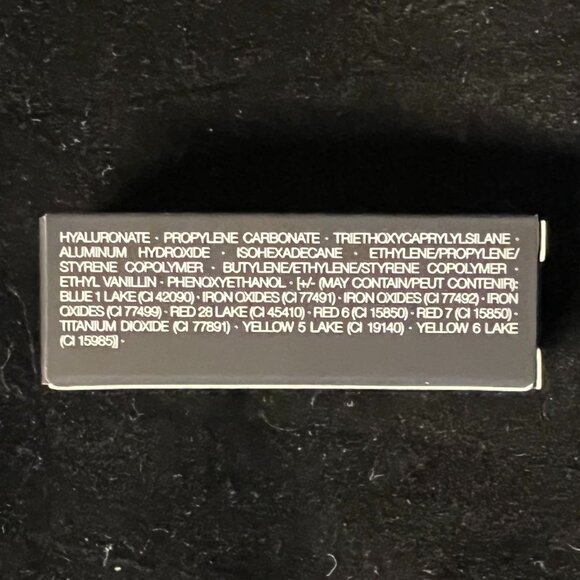 HYALURONATE • PROPYLENE CARBONATE • TRIETHOXYCAPRYLYLSILANE •
ALUMINUM HYDROXIDE • ISOHEXADECANE • ETHYLENE/PROPYLENE/
STYRENE COPOLYMER • BUTYLENE/ETHYLENE/STYRENE COPOLYMER •
ETHYL VANILLIN • PHENOXYETHANOL • [+/- (MAY CONTAIN/PEUT CONTENIR):
BLUE 1 LAKE (CI 42090) • IRON OXIDES (CI 77491) • IRON OXIDES (CI 77492) • IRON
OXIDES (CI 77499) • RED 28 LAKE (CI 45410) • RED 6 (CI 15850) • RED 7 (CI 15850) •
TITANIUM DIOXIDE (CI 77891) • YELLOW 5 LAKE (CI 19140) • YELLOW 6 LAKE
(CI 15985)] •